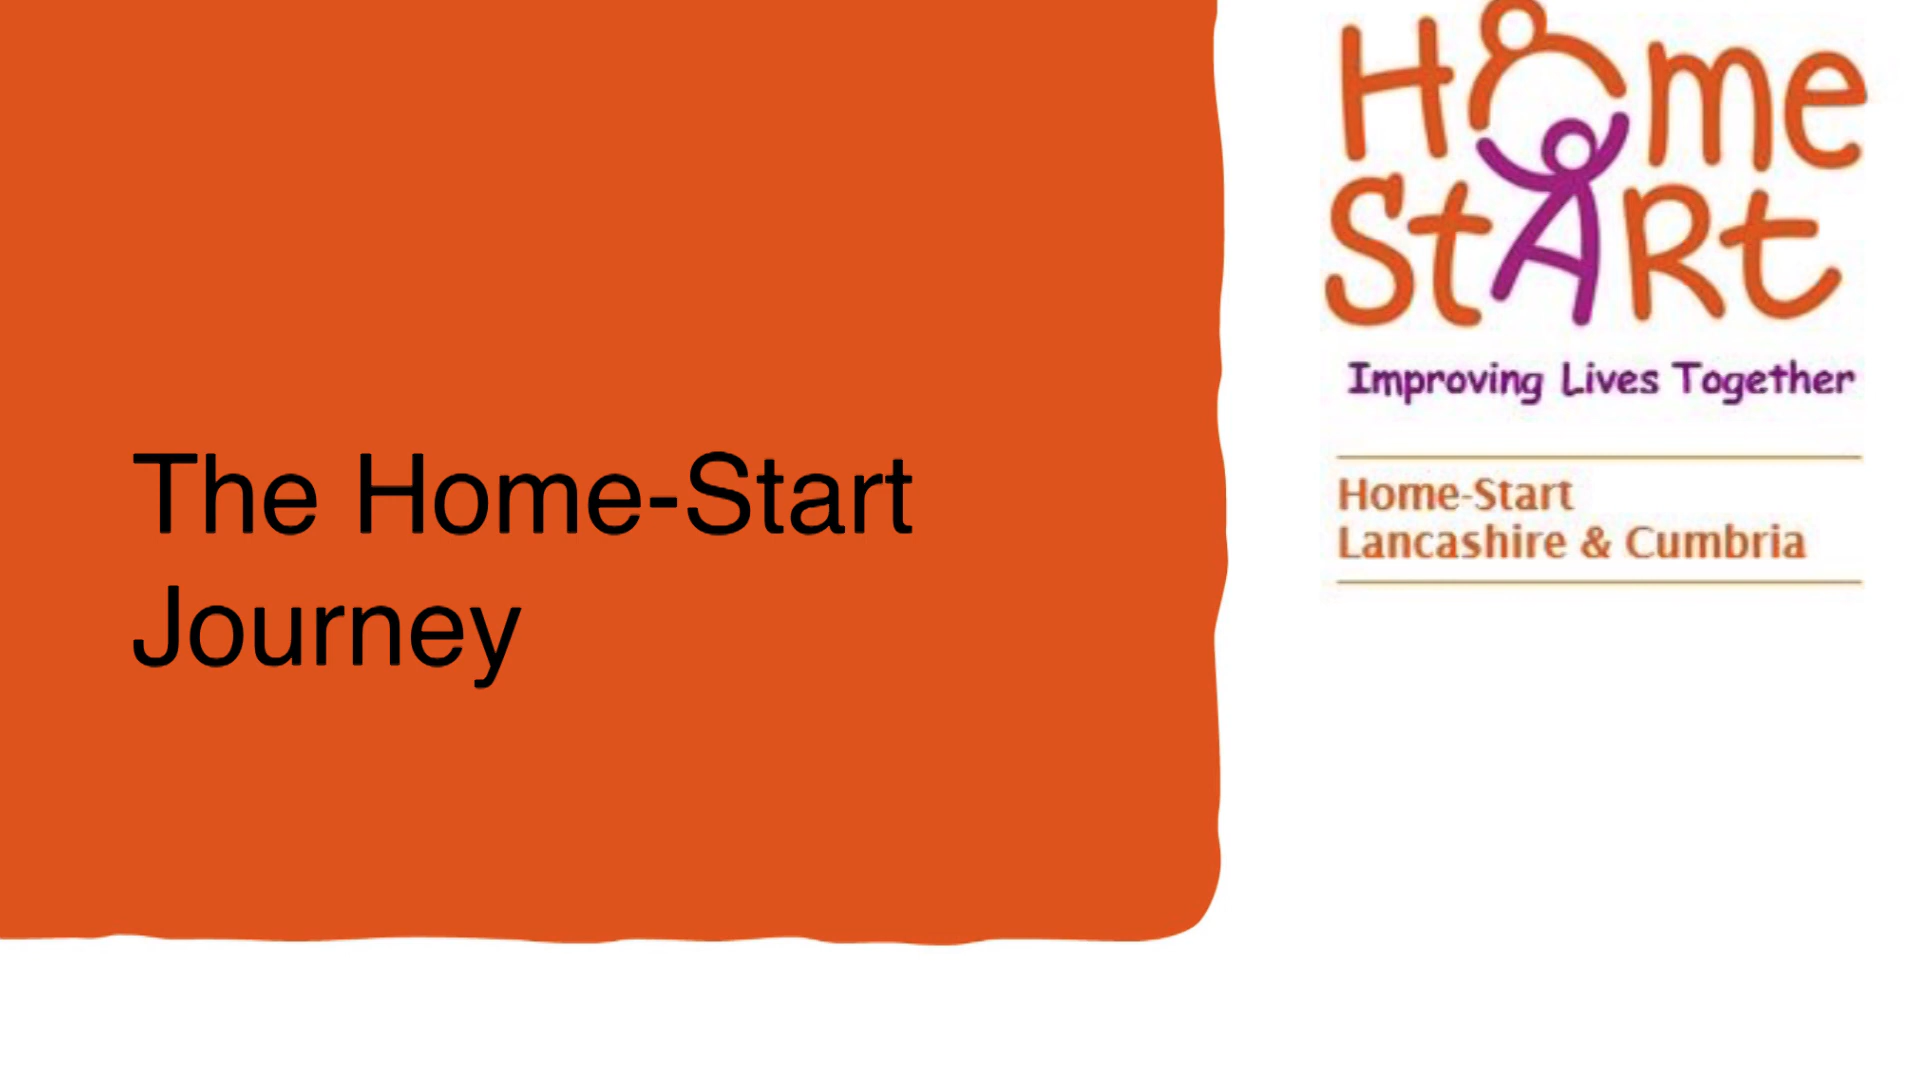 The Home-Start
Journey
HOme
StARt
Improving Lives Together
Home-Start
Lancashire & Cumbria